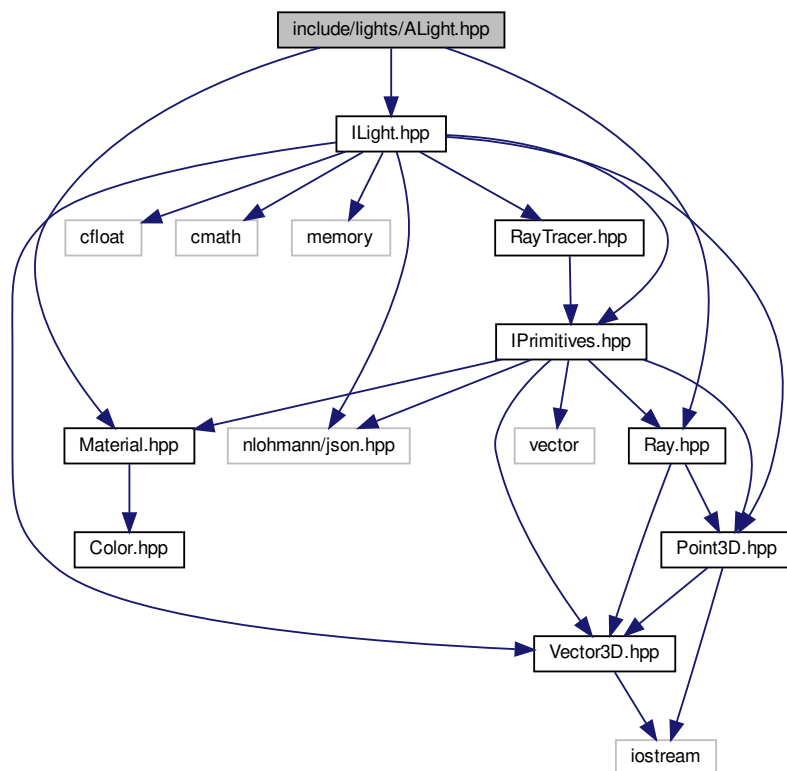 include/lights/ALight.hpp
ILight.hpp
cfloat
cmath
memory
RayTracer.hpp
IPrimitives.hpp
Material.hpp
nlohmann/json.hpp
vector
Ray.hpp
Color.hpp
Point3D.hpp
Vector3D.hpp
iostream